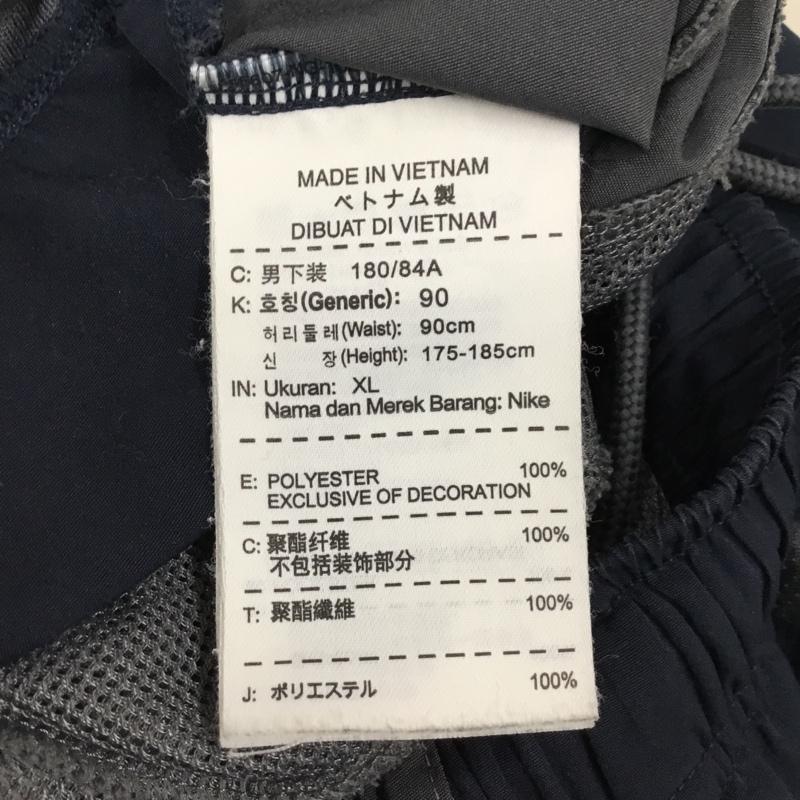 MADE IN VIETNAM
ベトナム製
DIBUAT DI VIETNAM
C: 男下装 180/84A
K: 호칭(Generic): 90
허리둘레(Waist): 90cm
신 장(Height): 175-185cm
IN: Ukuran: XL
Nama dan Merek Barang: Nike
E: POLYESTER 100%
EXCLUSIVE OF DECORATION
C: 聚酯纤维 100%
不包括装饰部分
T: 聚酯纖維 100%
J: ポリエステル 100%